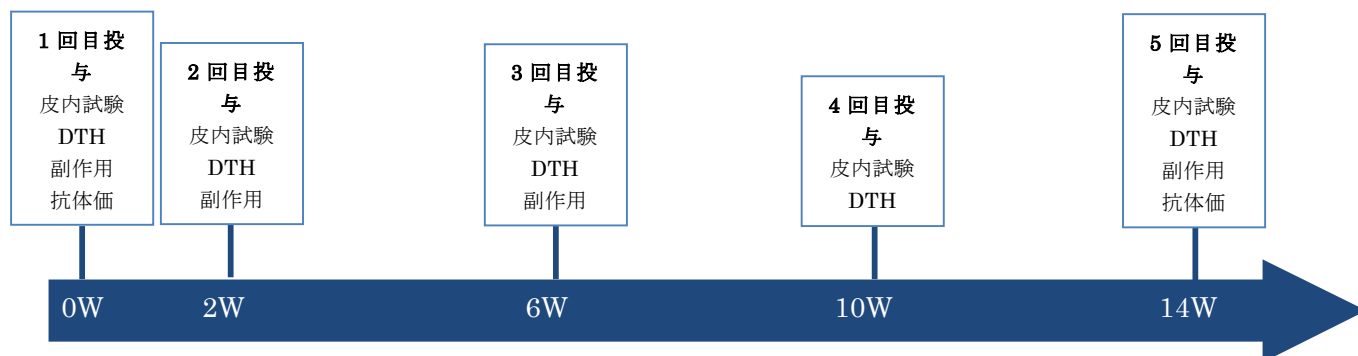 1 回目投
与
皮内試験
DTH
副作用
抗体価
2 回目投
与
皮内試験
DTH
副作用
3 回目投
与
皮内試験
DTH
副作用
4 回目投
与
皮内試験
DTH
5 回目投
与
皮内試験
DTH
副作用
抗体価
0W
2W
6W
10W
14W